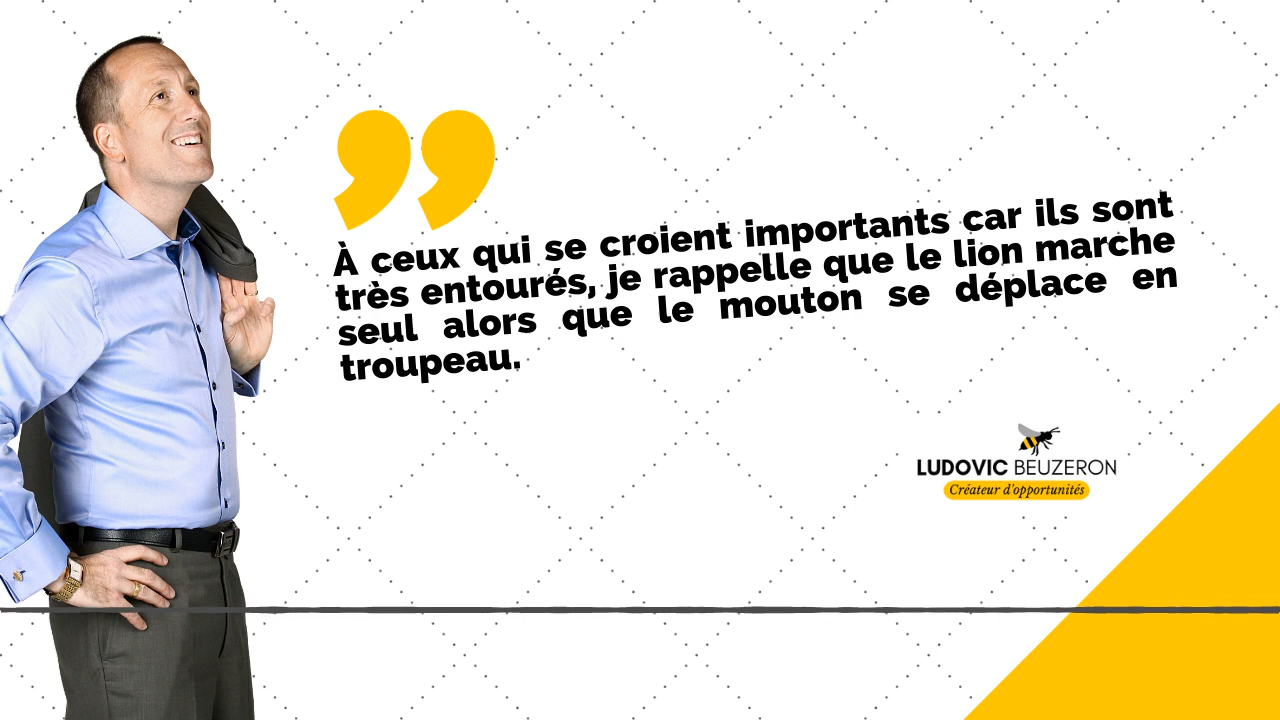 À ceux qui se croient importants car ils sont
très entourés, je rappelle que le lion marche
seul alors que le mouton se déplace en
troupeau.
LUDOVIC BEUZERON
Créateur d'opportunités